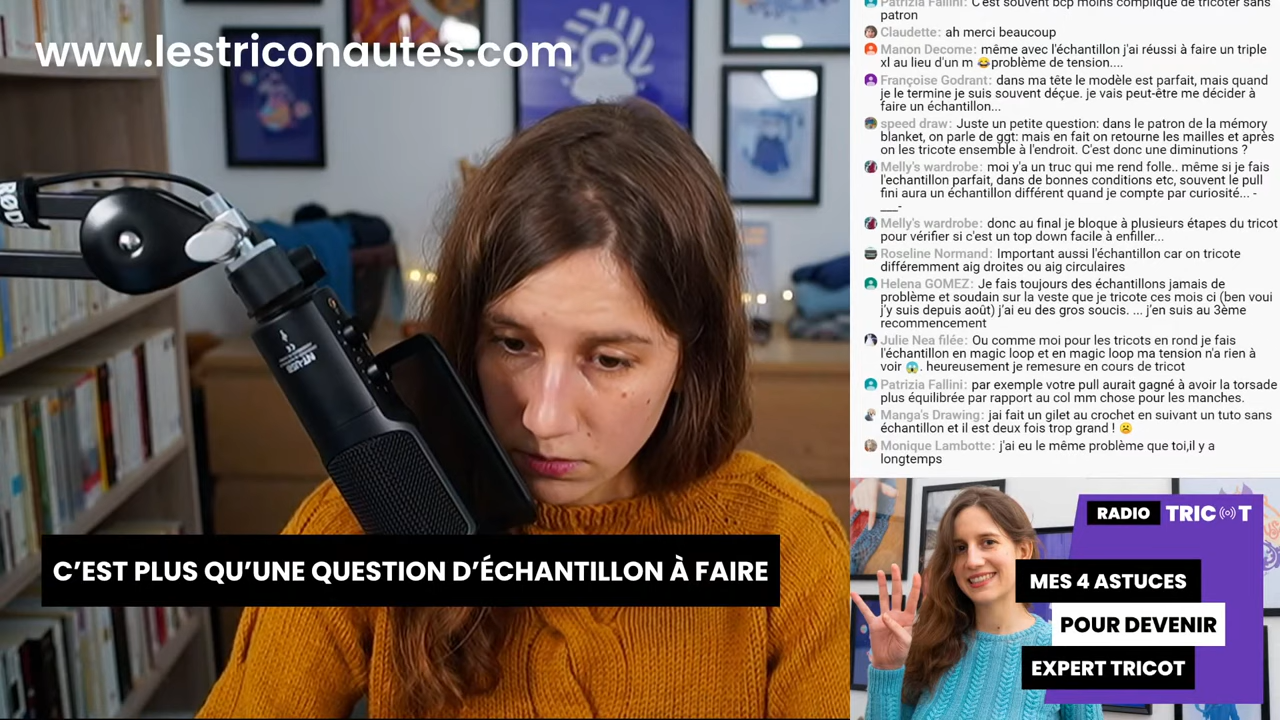 www.lestriconautes.com
RØD
NT-USB
C'EST PLUS QU'UNE QUESTION D'ÉCHANTILLON À FAIRE
Patrizia Fallini: C'est souvent bcp moins compliqué de tricoter sans
patron
Claudette: ah merci beaucoup
Manon Decome: même avec l'échantillon j'ai réussi à faire un triple
xl au lieu d'un m 😂problème de tension....
Françoise Godrant: dans ma tête le modèle est parfait, mais quand
je le termine je suis souvent déçue. je vais peut-être me décider à
faire un échantillon...
speed draw: Juste un petite question: dans le patron de la mémory
blanket, on parle de ggt: mais en fait on retourne les mailles et après
on les tricote ensemble à l'endroit. C'est donc une diminutions ?
Melly's wardrobe: moi y'a un truc qui me rend folle.. même si je fais
l'echantillon parfait, dans de bonnes conditions etc, souvent le pull
fini aura un échantillon différent quand je compte par curiosité... -
___-
Melly's wardrobe: donc au final je bloque à plusieurs étapes du tricot
pour vérifier si c'est un top down facile à enfiller...
Roseline Normand: Important aussi l'échantillon car on tricote
différemment aig droites ou aig circulaires
Helena GOMEZ: Je fais toujours des échantillons jamais de
problème et soudain sur la veste que je tricote ces mois ci (ben voui
j'y suis depuis août) j'ai eu des gros soucis. ... j'en suis au 3ème
recommencement
Julie Nea filée: Ou comme moi pour les tricots en rond je fais
l'échantillon en magic loop et en magic loop ma tension n'a rien à
voir 😱. heureusement je remesure en cours de tricot
Patrizia Fallini: par exemple votre pull aurait gagné à avoir la torsade
plus équilibrée par rapport au col mm chose pour les manches.
Manga's Drawing: jai fait un gilet au crochet en suivant un tuto sans
échantillon et il est deux fois trop grand ! ☹️
Monique Lambotte: j'ai eu le même problème que toi,il y a
longtemps
RADIO TRICOT
MES 4 ASTUCES
POUR DEVENIR
EXPERT TRICOT